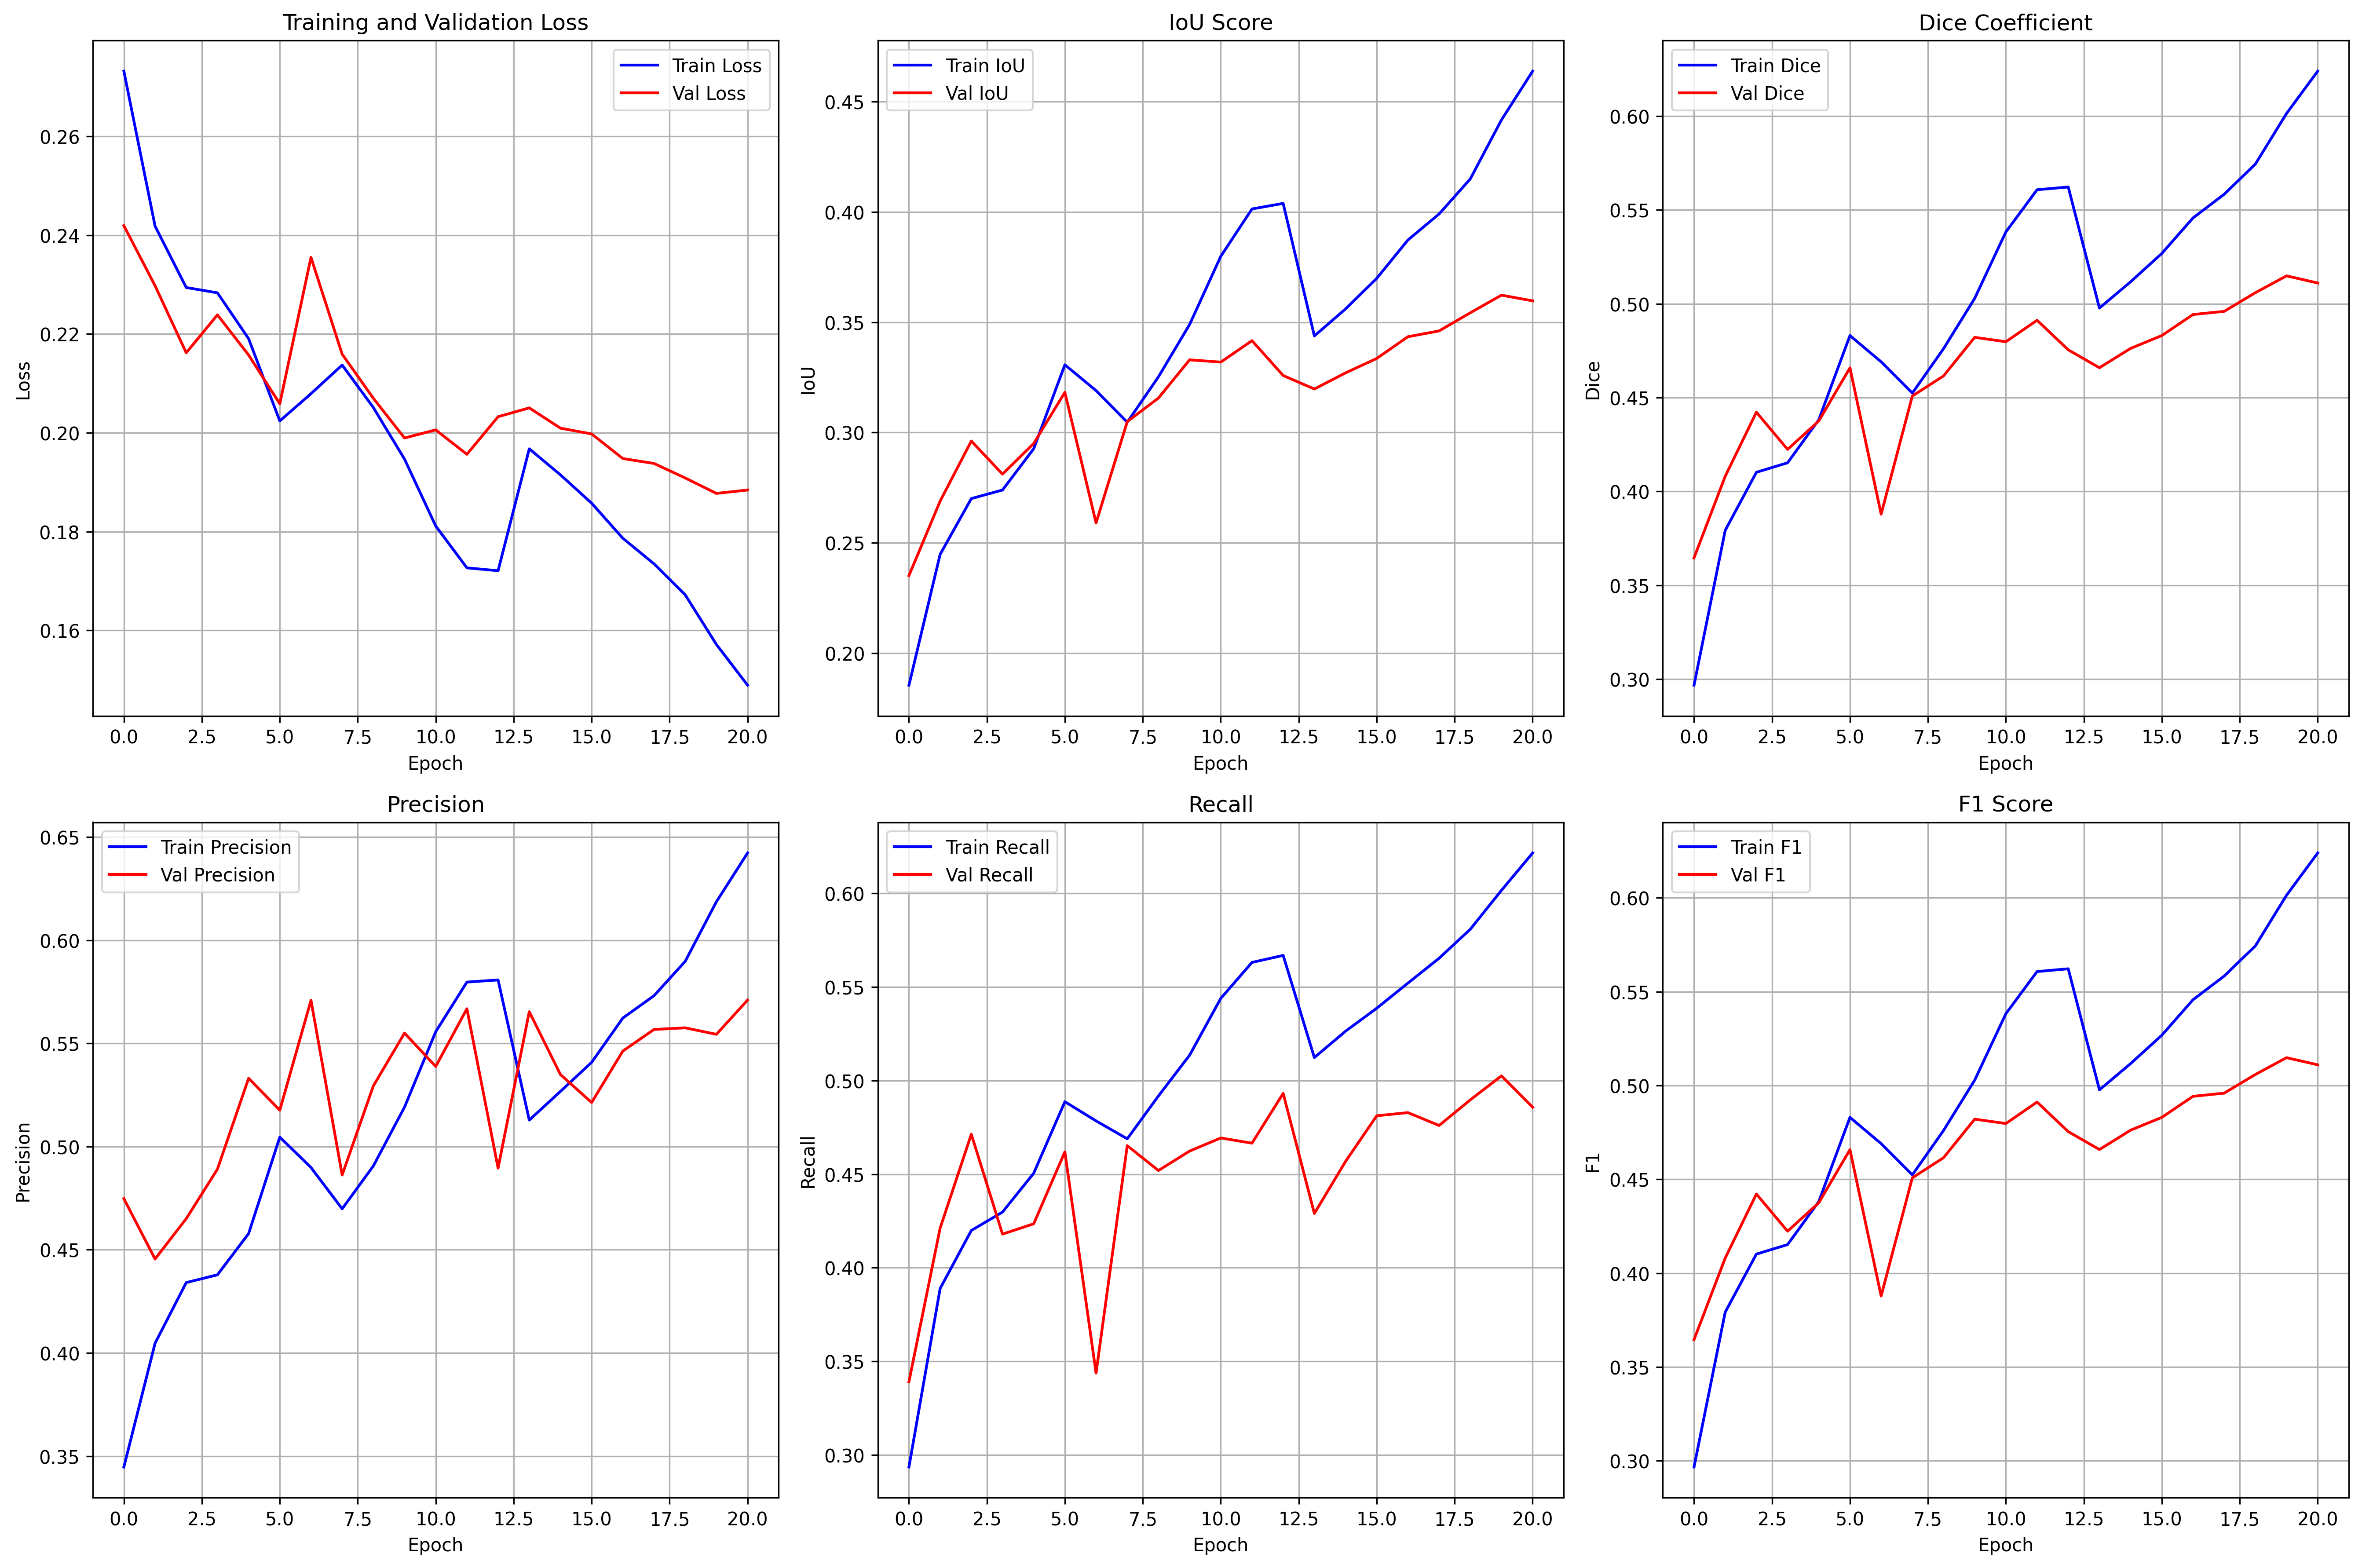 Training and Validation Loss
Train Loss
Val Loss
0.26
0.24
0.22
0.20
0.18
0.16
Loss
0.0 2.5 5.0 7.5 10.0 12.5 15.0 17.5 20.0
Epoch
IoU Score
Train IoU
Val IoU
0.45
0.40
0.35
0.30
0.25
0.20
IoU
0.0 2.5 5.0 7.5 10.0 12.5 15.0 17.5 20.0
Epoch
Dice Coefficient
Train Dice
Val Dice
0.60
0.55
0.50
0.45
0.40
0.35
0.30
Dice
0.0 2.5 5.0 7.5 10.0 12.5 15.0 17.5 20.0
Epoch
Precision
Train Precision
Val Precision
0.65
0.60
0.55
0.50
0.45
0.40
0.35
Precision
0.0 2.5 5.0 7.5 10.0 12.5 15.0 17.5 20.0
Epoch
Recall
Train Recall
Val Recall
0.60
0.55
0.50
0.45
0.40
0.35
0.30
Recall
0.0 2.5 5.0 7.5 10.0 12.5 15.0 17.5 20.0
Epoch
F1 Score
Train F1
Val F1
0.60
0.55
0.50
0.45
0.40
0.35
0.30
F1
0.0 2.5 5.0 7.5 10.0 12.5 15.0 17.5 20.0
Epoch